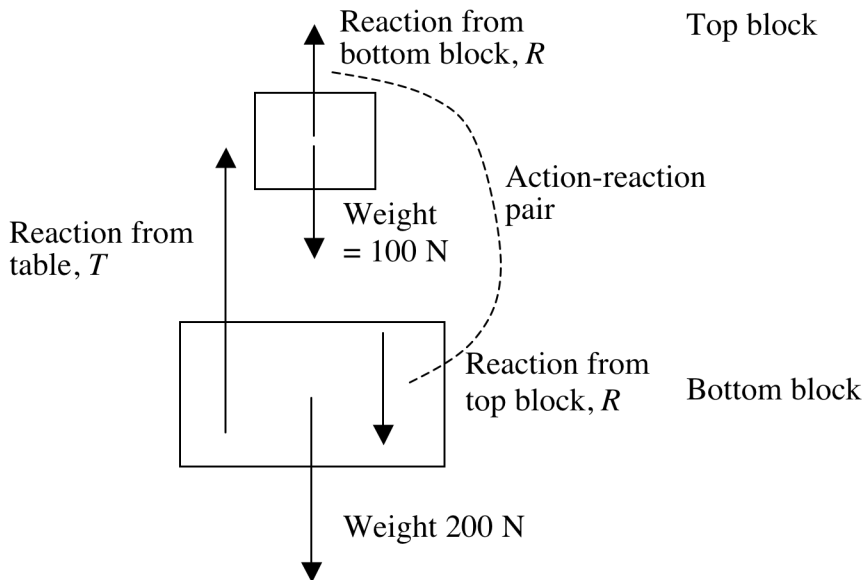 Reaction from
bottom block, R
Top block
Action-reaction
pair
Weight
= 100 N
Reaction from
table, T
Reaction from
top block, R
Bottom block
Weight 200 N